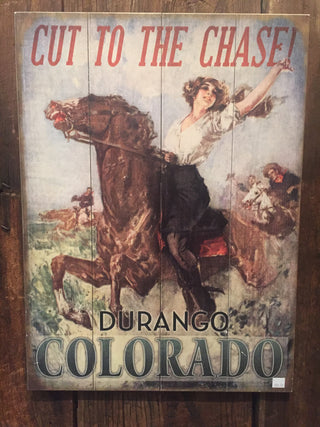 CUT TO THE CHASE!
DURANGO
COLORADO